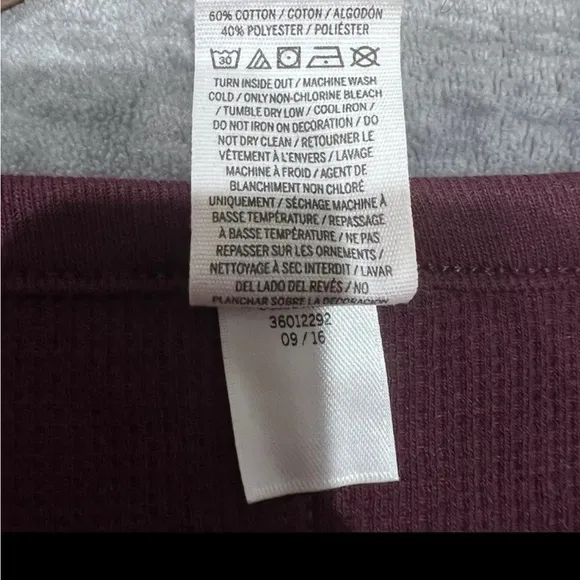 60% COTTON / COTON / ALGODÓN
40% POLYESTER / POLIÉSTER
30
TURN INSIDE OUT / MACHINE WASH
COLD / ONLY NON-CHLORINE BLEACH
/ TUMBLE DRY LOW / COOL IRON /
DO NOT IRON ON DECORATION / DO
NOT DRY CLEAN / RETOURNER LE
VÊTEMENT À L'ENVERS / LAVAGE
MACHINE À FROID / AGENT DE
BLANCHIMENT NON CHLORÉ
UNIQUEMENT / SÉCHAGE MACHINE À
BASSE TEMPÉRATURE / REPASSAGE
À BASSE TEMPÉRATURE / NE PAS
REPASSER SUR LES ORNEMENTS /
NETTOYAGE À SEC INTERDIT / LAVAR
DEL LADO DEL REVÉS / NO
PLANCHAR SOBRE LA DECORACIÓN
36012292
09 / 16